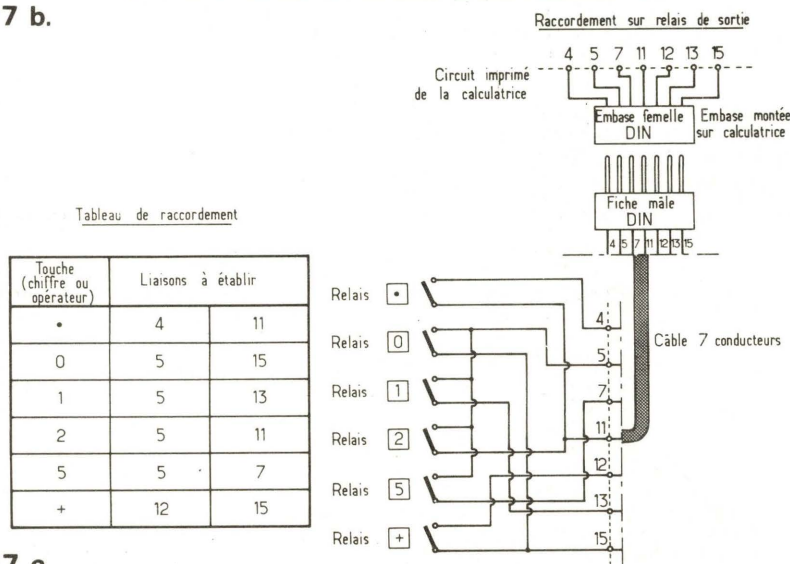 7 b.
Raccordement sur relais de sortie
4 5 7 11 12 13 15
Circuit imprimé
de la calculatrice
Embase femelle
DIN
Embase montée
sur calculatrice
Fiche mâle
DIN
4 5 7 11 12 13 15
Câble 7 conducteurs
Tableau de raccordement
Touche
(chiffre ou
opérateur)
Liaisons à établir
• 4 11
0 5 15
1 5 13
2 5 11
5 5 7
+ 12 15
Relais •
Relais 0
Relais 1
Relais 2
Relais 5
Relais +
4
5
7
11
12
13
15